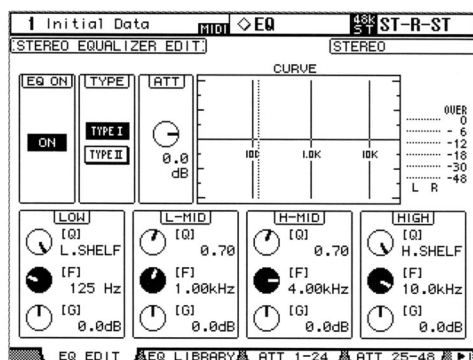 1 Initial Data MIDI ◇EQ 48K ST ST-R-ST
STEREO EQUALIZER EDIT STEREO
EQ ON TYPE ATT CURVE
ON
TYPE I
TYPE II
0.0
dB
100 1.0K 10K
OVER
0
- 6
-12
-18
-30
-48
L R
LOW L-MID H-MID HIGH
[Q] [Q] [Q] [Q]
L.SHELF 0.70 0.70 H.SHELF
[F] [F] [F] [F]
125 Hz 1.00kHz 4.00kHz 10.0kHz
[G] [G] [G] [G]
0.0dB 0.0dB 0.0dB 0.0dB
EQ EDIT EQ LIBRARY ATT 1-24 ATT 25-48